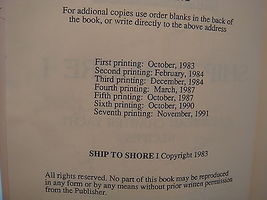 For addional copies use order blanks in the back of
the book, or write directly to the above address
First printing: October, 1983
Second printing: February, 1984
Third printing: December, 1984
Fourth printing: March, 1987
Fifth printing: October, 1987
Sixth printing: October, 1990
Seventh printing: November, 1991
SHIP TO SHORE I Copyright 1983
All rights reserved. No part of this book may be reproduced
in any form or by any means without prior written permission
from the Publisher.